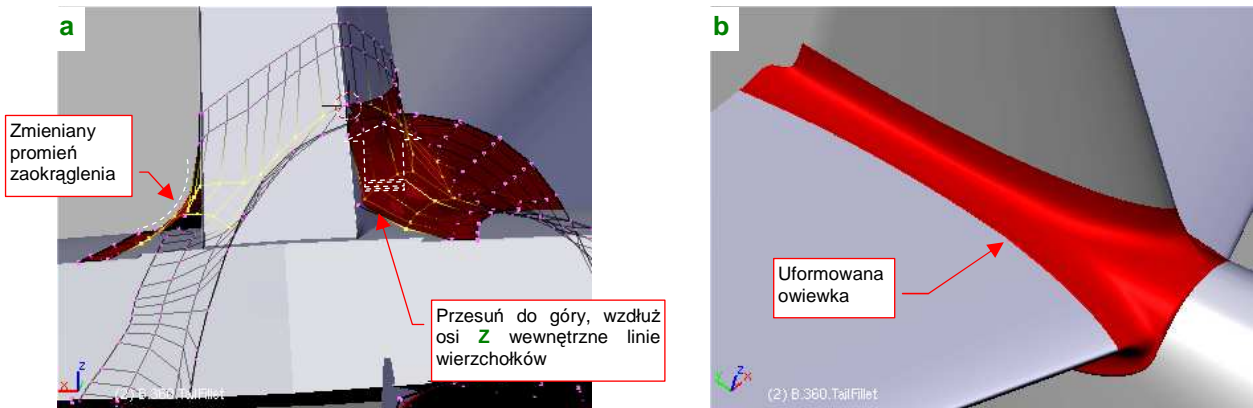 a
b
Zmieniany
promień
zaokrąglenia
Przesuń do góry, wzdłuż
osi Z wewnętrzne linie
wierzchołków
Uformowana
owiewka
z
x
(2) B.360.TailFillet
Y
Z
X
(2) B.360.TailFillet